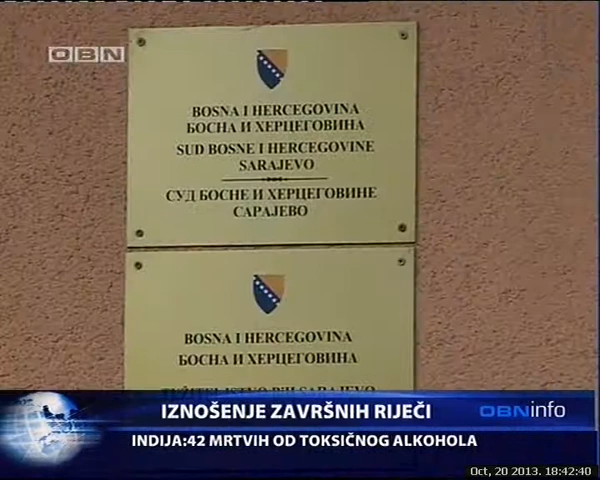 OBN
BOSNA I HERCEGOVINA
БОСНА И ХЕРЦЕГОВИНА
SUD BOSNE I HERCEGOVINE
SARAJEVO
СУД БОСНЕ И ХЕРЦЕГОВИНЕ
САРАЈЕВО
BOSNA I HERCEGOVINA
БОСНА И ХЕРЦЕГОВИНА
IZNOŠENJE ZAVRŠNIH RIJEČI
OBNinfo
INDIJA:42 MRTVIH OD TOKSIČNOG ALKOHOLA
Oct, 20 2013. 18:42:40